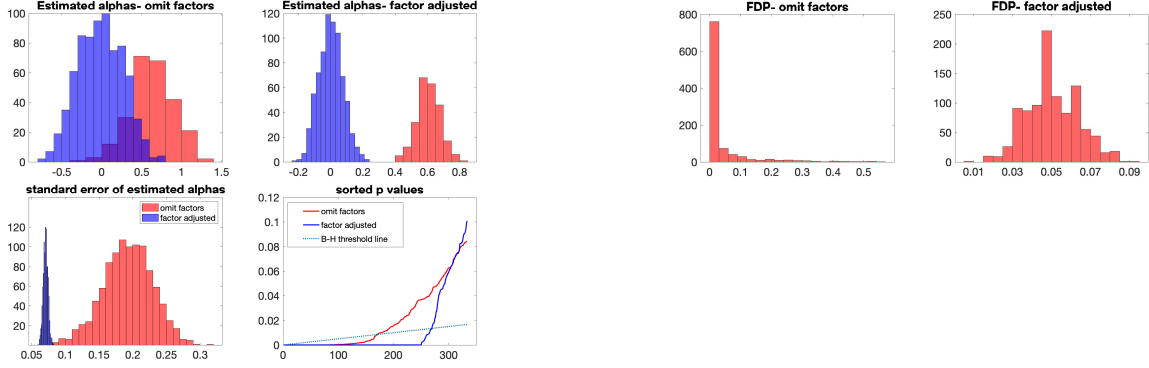 Estimated alphas- omit factors
100
80
60
40
20
0
-0.5 0 0.5 1 1.5
Estimated alphas- factor adjusted
120
100
80
60
40
20
0
-0.2 0 0.2 0.4 0.6 0.8
FDP- omit factors
800
600
400
200
0
0 0.1 0.2 0.3 0.4 0.5
FDP- factor adjusted
250
200
150
100
50
0
0.01 0.03 0.05 0.07 0.09
standard error of estimated alphas
omit factors
factor adjusted
120
100
80
60
40
20
0.05 0.1 0.15 0.2 0.25 0.3
sorted p values
omit factors
factor adjusted
B-H threshold line
0.12
0.1
0.08
0.06
0.04
0.02
0
0 100 200 300